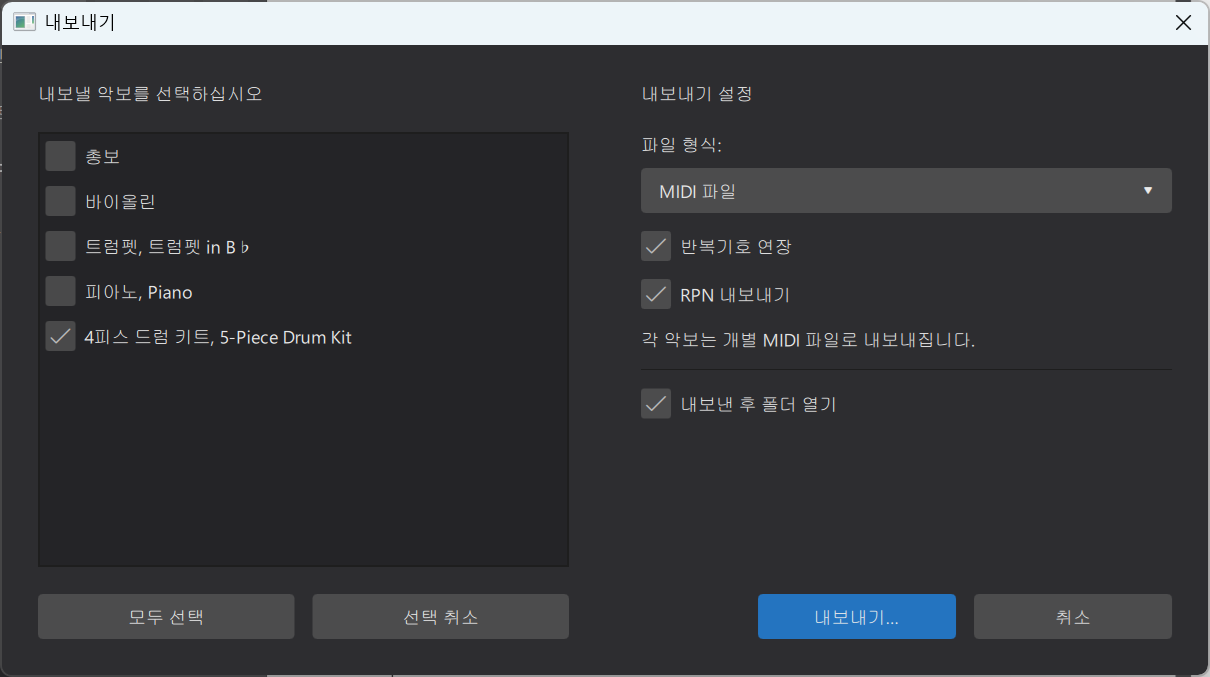 내보내기
내보낼 악보를 선택하십시오
총보
바이올린
트럼펫, 트럼펫 in B ♭
피아노, Piano
4피스 드럼 키트, 5-Piece Drum Kit
모두 선택
선택 취소
내보내기 설정
파일 형식:
MIDI 파일
반복기호 연장
RPN 내보내기
각 악보는 개별 MIDI 파일로 내보내집니다.
내보낸 후 폴더 열기
내보내기...
취소